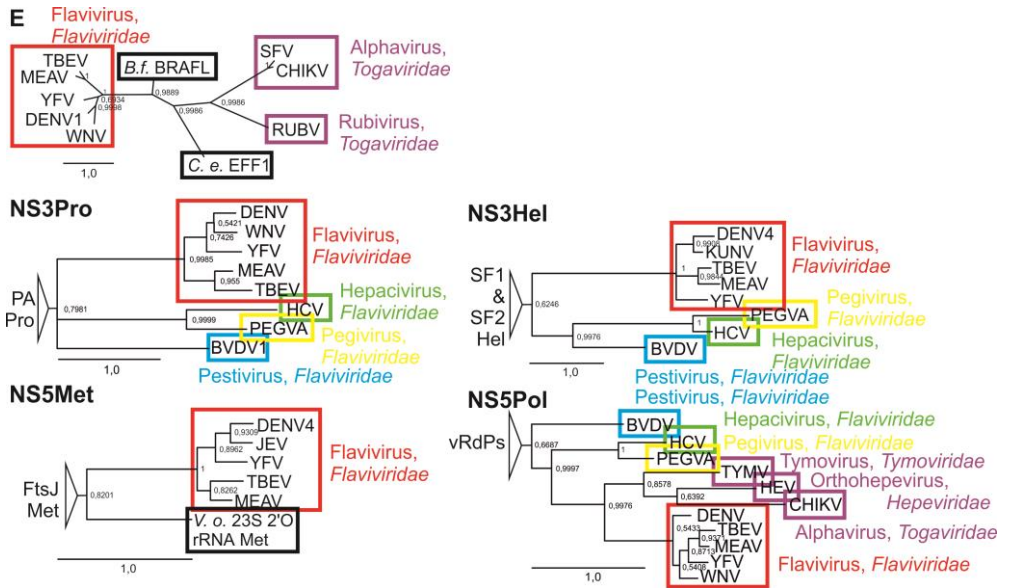 E
Flavivirus,
Flaviviridae
TBEV
MEAV
YFV
DENV1
WNV
1
1
0,6934
0,9998
B.f. BRAFL
0,9889
0,9986
0,9986
C. e. EFF1
SFV
1
CHIKV
Alphavirus,
Togaviridae
RUBV
Rubivirus,
Togaviridae
1,0
NS3Pro
PA
Pro
0,7981
DENV
0,5421
WNV
0,7426
YFV
0,9985
MEAV
0,955
TBEV
Flavivirus,
Flaviviridae
Hepacivirus,
Flaviviridae
HCV
0,9999
PEGVA
Pegivirus,
Flaviviridae
BVDV1
Pestivirus, Flaviviridae
1,0
NS3Hel
SF1
&
SF2
Hel
0,6246
DENV4
0,9908
KUNV
1
TBEV
0,9844
MEAV
YFV
Flavivirus,
Flaviviridae
Pegivirus,
Flaviviridae
PEGVA
1
HCV
0,9976
Hepacivirus,
Flaviviridae
BVDV
Pestivirus, Flaviviridae
1,0
NS5Met
FtsJ
Met
0,8201
DENV4
0,9309
JEV
0,8962
YFV
1
TBEV
0,8262
MEAV
Flavivirus,
Flaviviridae
V. o. 23S 2'O
rRNA Met
1,0
Pestivirus, Flaviviridae
NS5Pol
vRdPs
0,6687
BVDV
Hepacivirus, Flaviviridae
HCV
1
Pegivirus, Flaviviridae
PEGVA
0,9997
TYMV
Tymovirus, Tymoviridae
0,8578
HEV
Orthohepevirus,
Hepeviridae
0,6392
CHIKV
Alphavirus, Togaviridae
0,9976
DENV
0,5433
TBEV
0,9371
MEAV
0,8713
YFV
0,5408
WNV
Flavivirus, Flaviviridae
1,0